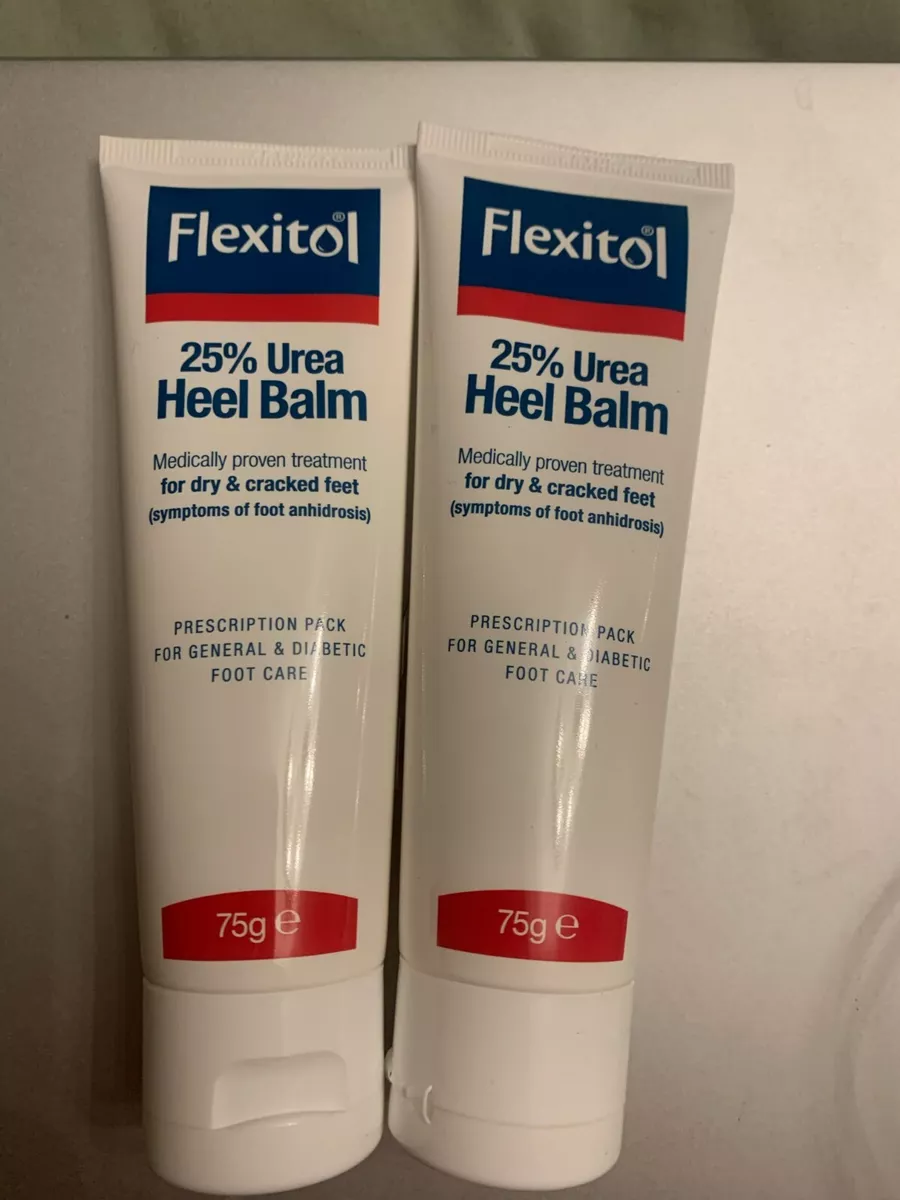 Flexitol®
25% Urea
Heel Balm
Medically proven treatment
for dry & cracked feet
(symptoms of foot anhidrosis)
PRESCRIPTION PACK
FOR GENERAL & DIABETIC
FOOT CARE
75g ℮
Flexitol®
25% Urea
Heel Balm
Medically proven treatment
for dry & cracked feet
(symptoms of foot anhidrosis)
PRESCRIPTION PACK
FOR GENERAL & DIABETIC
FOOT CARE
75g ℮